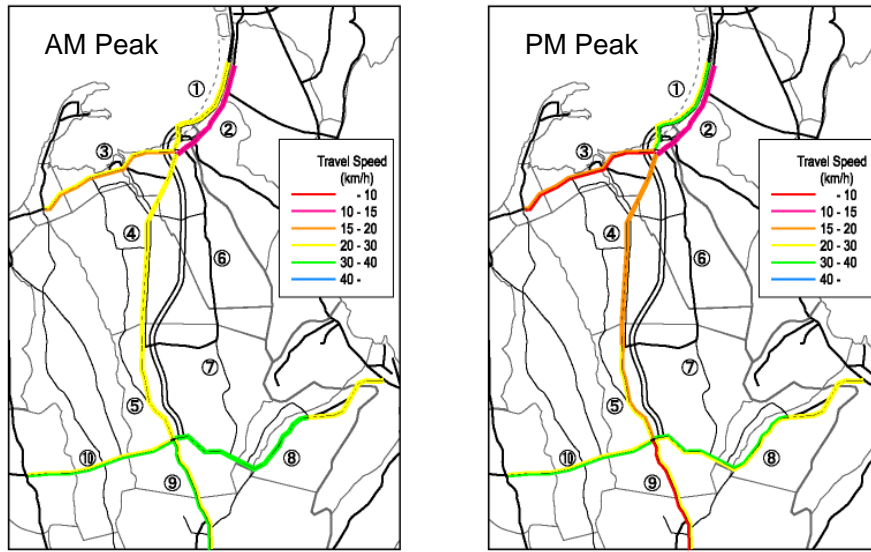 AM Peak
①
②
③
Travel Speed
(km/h)
- 10
10 - 15
15 - 20
20 - 30
30 - 40
40 -
④
⑥
⑦
⑤
⑩
⑧
⑨
PM Peak
①
②
③
Travel Speed
(km/h)
- 10
10 - 15
15 - 20
20 - 30
30 - 40
40 -
④
⑥
⑦
⑤
⑩
⑧
⑨